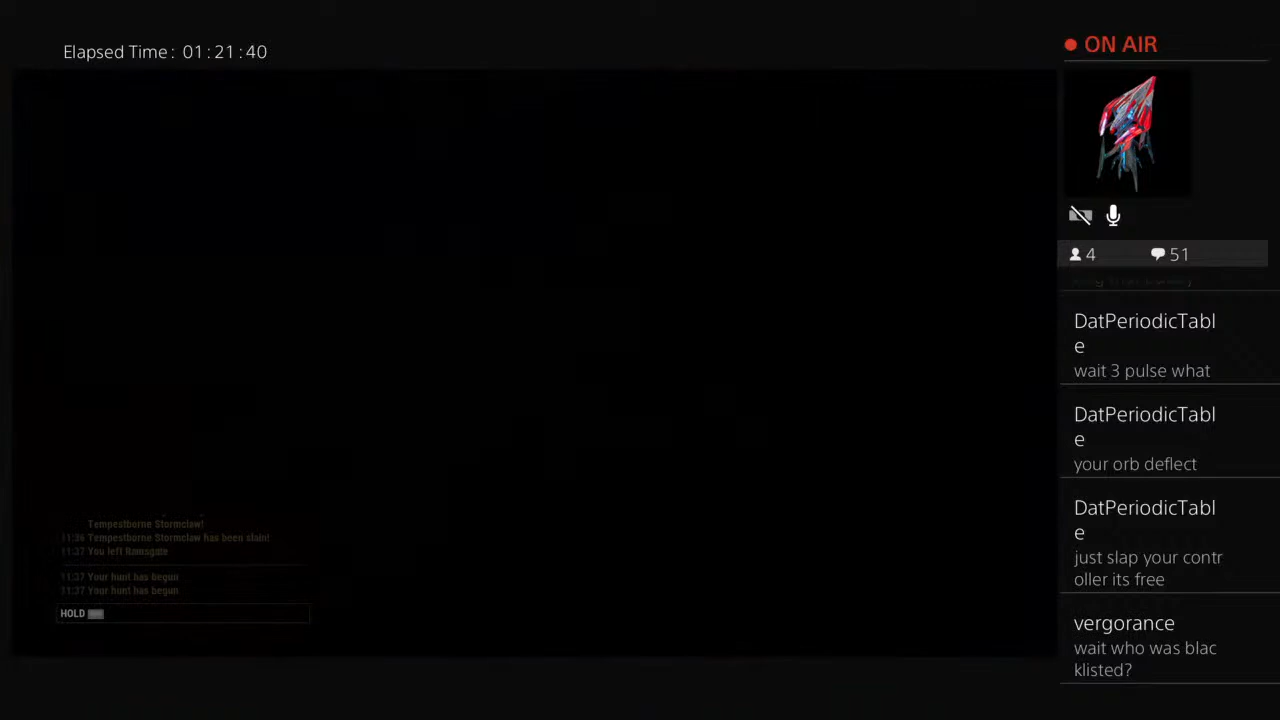 Elapsed Time: 01:21:40
ON AIR
4
51
DatPeriodicTabl
e
wait 3 pulse what
DatPeriodicTabl
e
your orb deflect
DatPeriodicTabl
e
just slap your contr
oller its free
vergorance
wait who was blac
klisted?
Tempestborne Stormclaw!
11:36 Tempestborne Stormclaw has been slain!
11:37 You left Ramsgate
11:37 Your hunt has begun
11:37 Your hunt has begun
HOLD